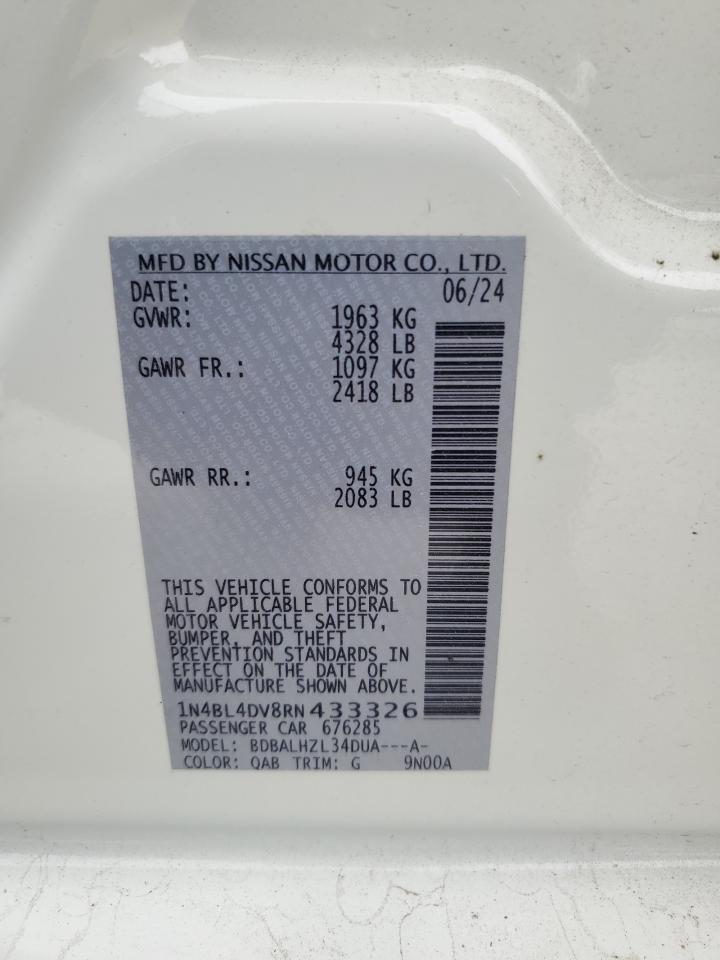 MFD BY NISSAN MOTOR CO., LTD.
DATE: 06/24
GVWR: 1963 KG
4328 LB
GAWR FR.: 1097 KG
2418 LB
GAWR RR.: 945 KG
2083 LB
THIS VEHICLE CONFORMS TO
ALL APPLICABLE FEDERAL
MOTOR VEHICLE SAFETY,
BUMPER, AND THEFT
PREVENTION STANDARDS IN
EFFECT ON THE DATE OF
MANUFACTURE SHOWN ABOVE.
1N4BL4DV8RN433326
PASSENGER CAR 676285
MODEL: BDBALHZL34DUA---A-
COLOR: QAB TRIM: G 9N00A